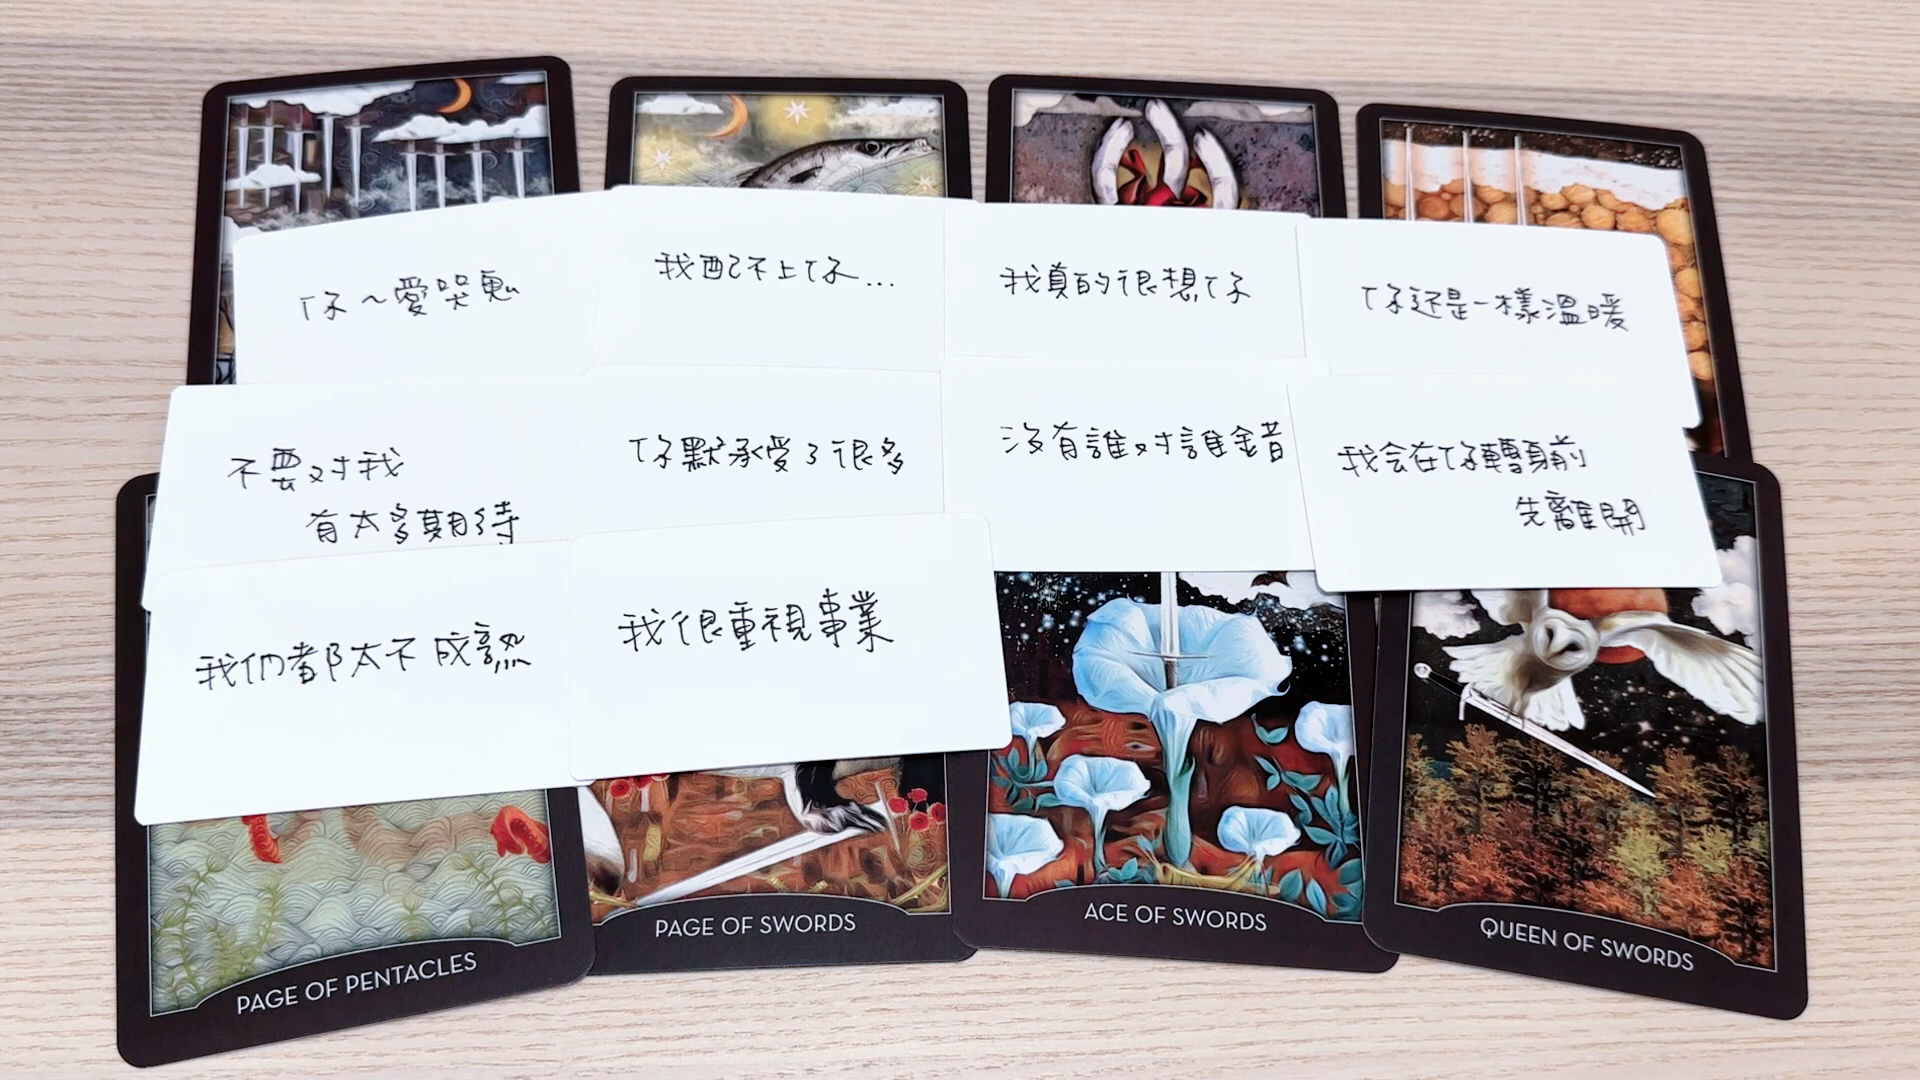 你~愛哭鬼
我配不上你...
我真的很想你
你还是一樣溫暖
不要对我
有太多期待
你默承受了很多
沒有誰对誰錯
我会在你轉身前
先離開
我们都太不成熟
我很重視事業
PAGE OF PENTACLES
PAGE OF SWORDS
ACE OF SWORDS
QUEEN OF SWORDS